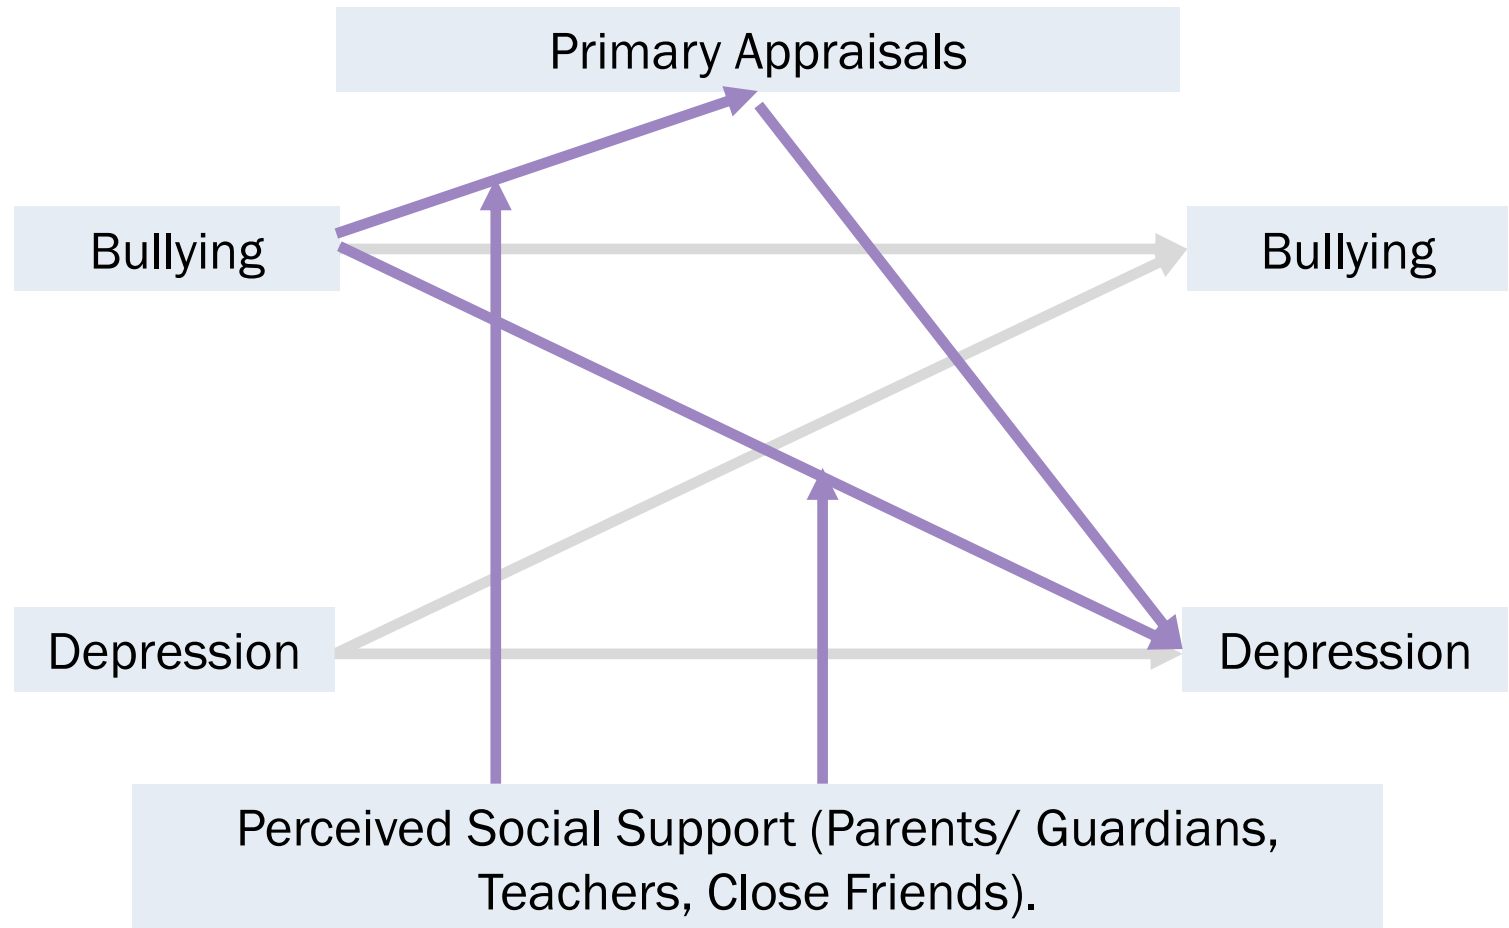 Primary Appraisals
Bullying
Bullying
Depression
Depression
Perceived Social Support (Parents/ Guardians,
Teachers, Close Friends).